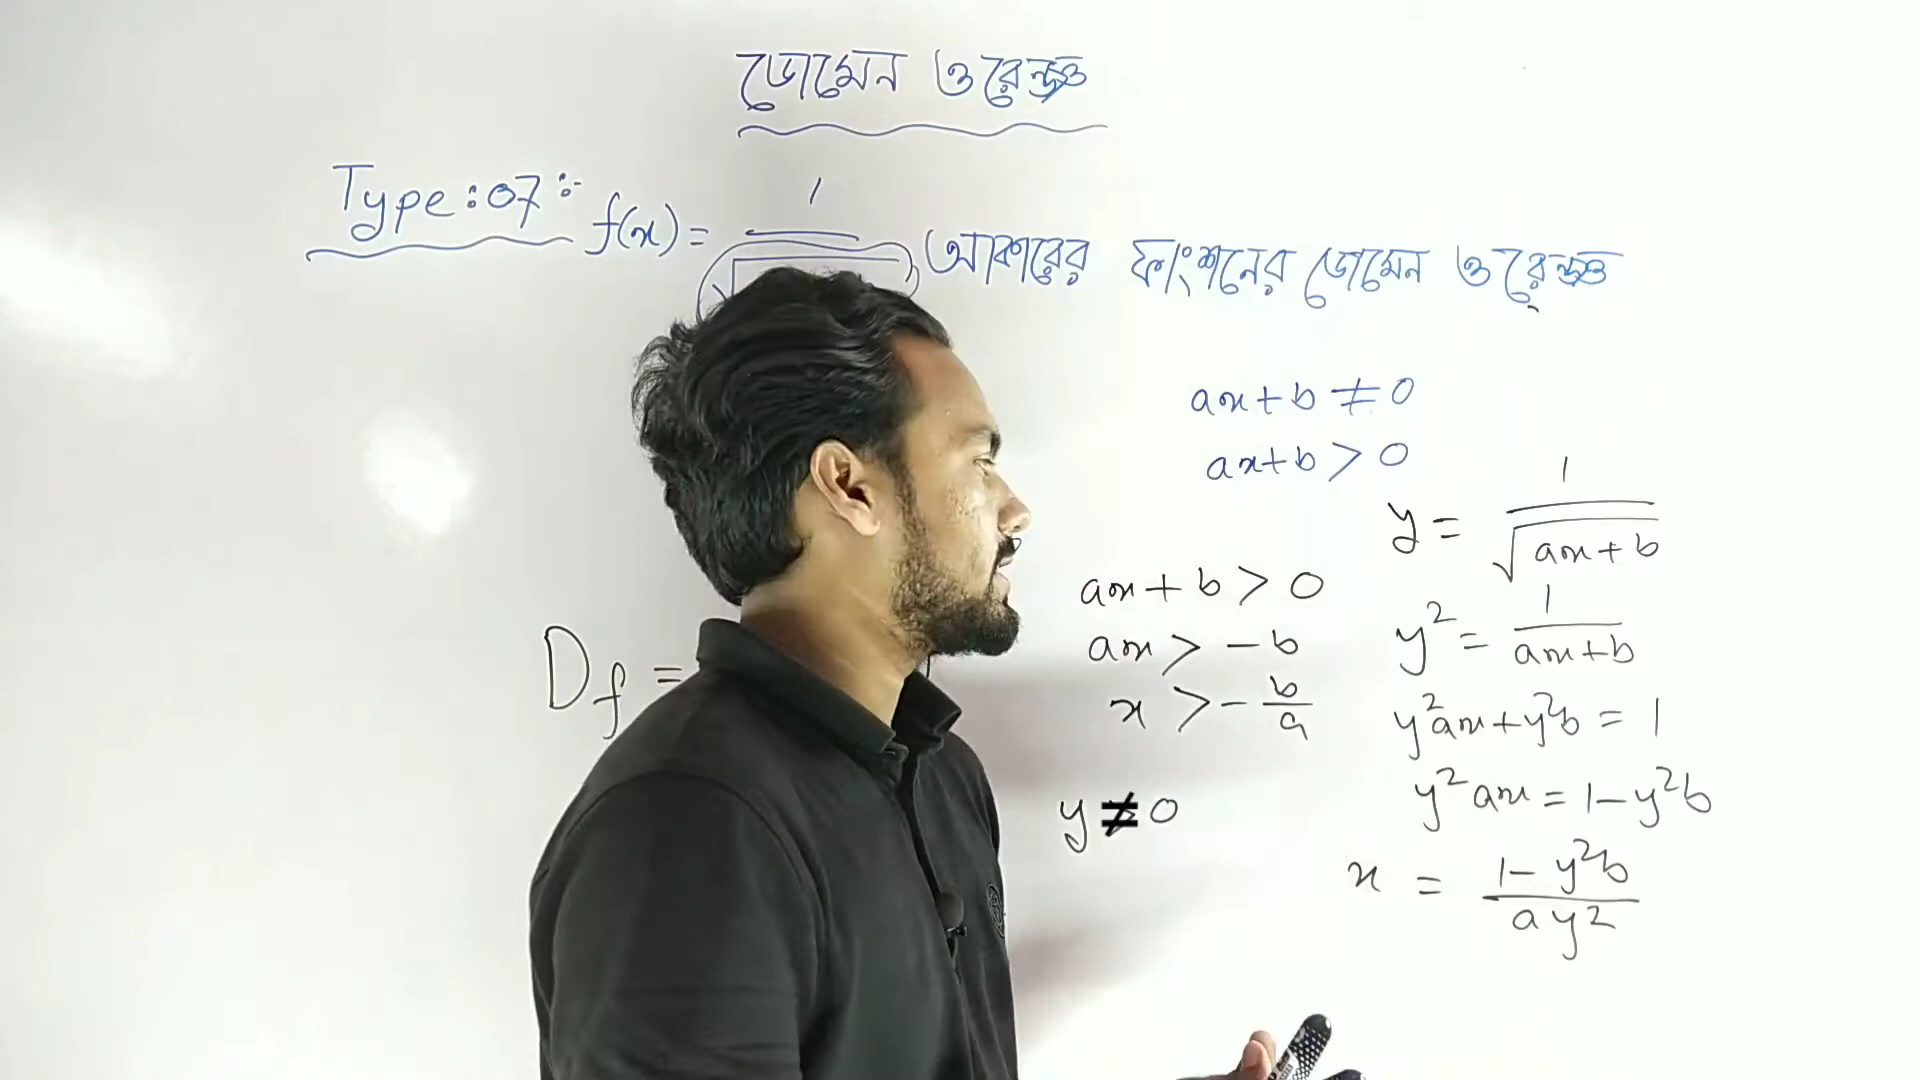 ডোমেন ও রেন্জ
Type:07:-
f(x) = 1/√
আকারের ফাংশনের ডোমেন ও রেন্জ
ax+b ≠ 0
ax+b > 0
D_f =
ax+b > 0
ax > -b
x > -b/a
y ≠ 0
y = 1/√(ax+b)
y² = 1/(ax+b)
y²ax+y²b = 1
y²ax = 1-y²b
x = (1-y²b)/(ay²)